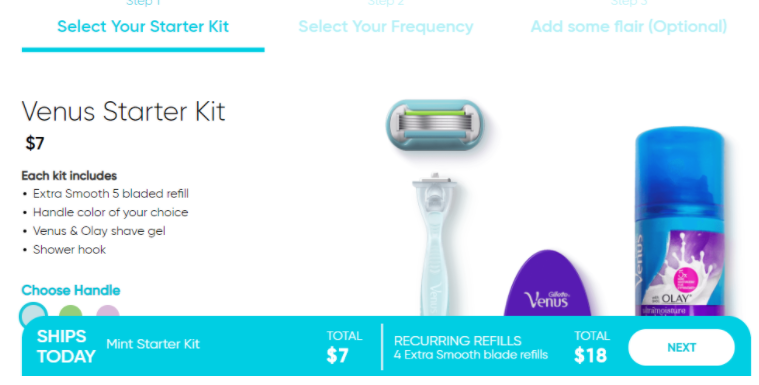 Step 1
Step 2
Step 3
Select Your Starter Kit
Select Your Frequency
Add some flair (Optional)
Venus Starter Kit
$7
Each kit includes
• Extra Smooth 5 bladed refill
• Handle color of your choice
• Venus & Olay shave gel
• Shower hook
Choose Handle
Gillette
Venus
Venus
OLAY
ultramoisture
SHIPS
TODAY
Mint Starter Kit
TOTAL
$7
RECURRING REFILLS
4 Extra Smooth blade refills
TOTAL
$18
NEXT